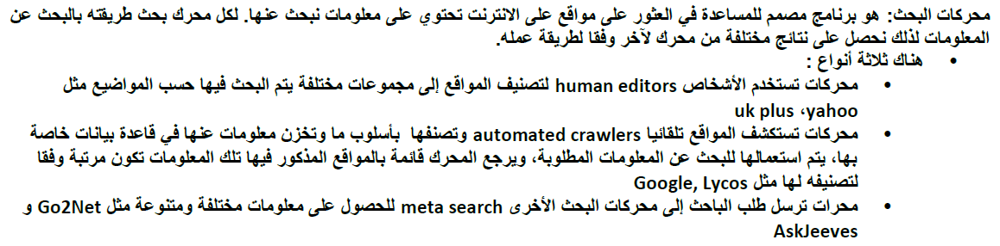 محركات البحث: هو برنامج مصمم للمساعدة في العثور على مواقع على الانترنت تحتوي على معلومات نبحث عنها. لكل محرك بحث طريقته بالبحث عن
المعلومات لذلك نحصل على نتائج مختلفة من محرك لآخر وفقا لطريقة عمله.
• هناك ثلاثة أنواع :
• محركات تستخدم الأشخاص human editors لتصنيف المواقع إلى مجموعات مختلفة يتم البحث فيها حسب المواضيع مثل
uk plus ،yahoo
• محركات تستكشف المواقع تلقائيا automated crawlers وتصنفها بأسلوب ما وتخزن معلومات عنها في قاعدة بيانات خاصة
بها، يتم استعمالها للبحث عن المعلومات المطلوبة، ويرجع المحرك قائمة بالمواقع المذكور فيها تلك المعلومات تكون مرتبة وفقا
لتصنيفه لها مثل Google, Lycos
• محرات ترسل طلب الباحث إلى محركات البحث الأخرى meta search للحصول على معلومات مختلفة ومتنوعة مثل Go2Net و
AskJeeves